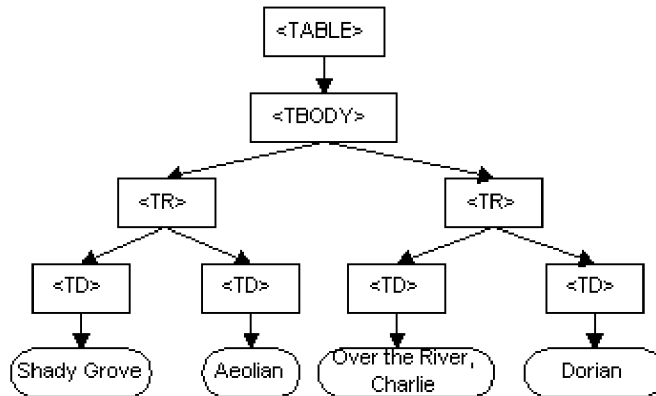 <TABLE>
<TBODY>
<TR>
<TR>
<TD>
<TD>
<TD>
<TD>
Shady Grove
Aeolian
Over the River,
Charlie
Dorian